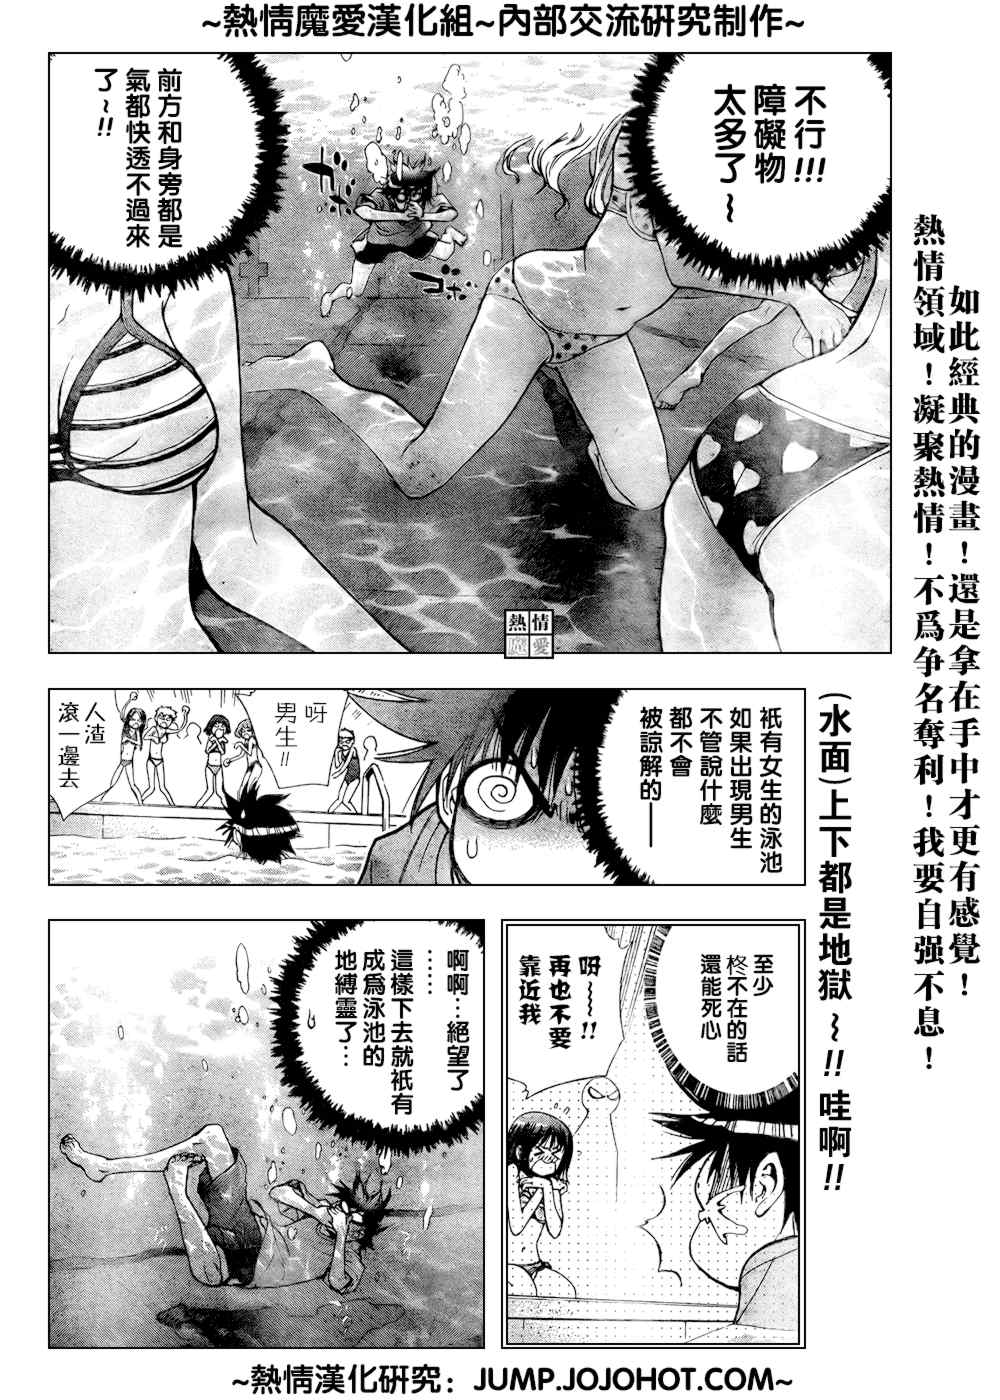 ~熱情魔愛漢化組~內部交流研究制作~
不行!!!
障礙物
太多了~
前方和身旁都是
氣都快透不過來
了~!!
ボボ
ゴボ
如此經典的漫畫！還是拿在手中才更有感覺！
熱情領域！凝聚熱情！不爲争名奪利！我要自强不息！
熱情
魔愛
(水面)上下都是地獄~!! 哇啊!!
衹有女生的泳池
如果出現男生
不管說什麼
都不會
被諒解的——
呀
男生!!
人渣
滾一邊去
至少
柊不在的話
還能死心
呀~~~!!
再也不要
靠近我
啊啊…絕望了
……
這樣下去就衹有
成爲泳池的
地縛靈了…
~熱情漢化研究：JUMP.JOJOHOT.COM~